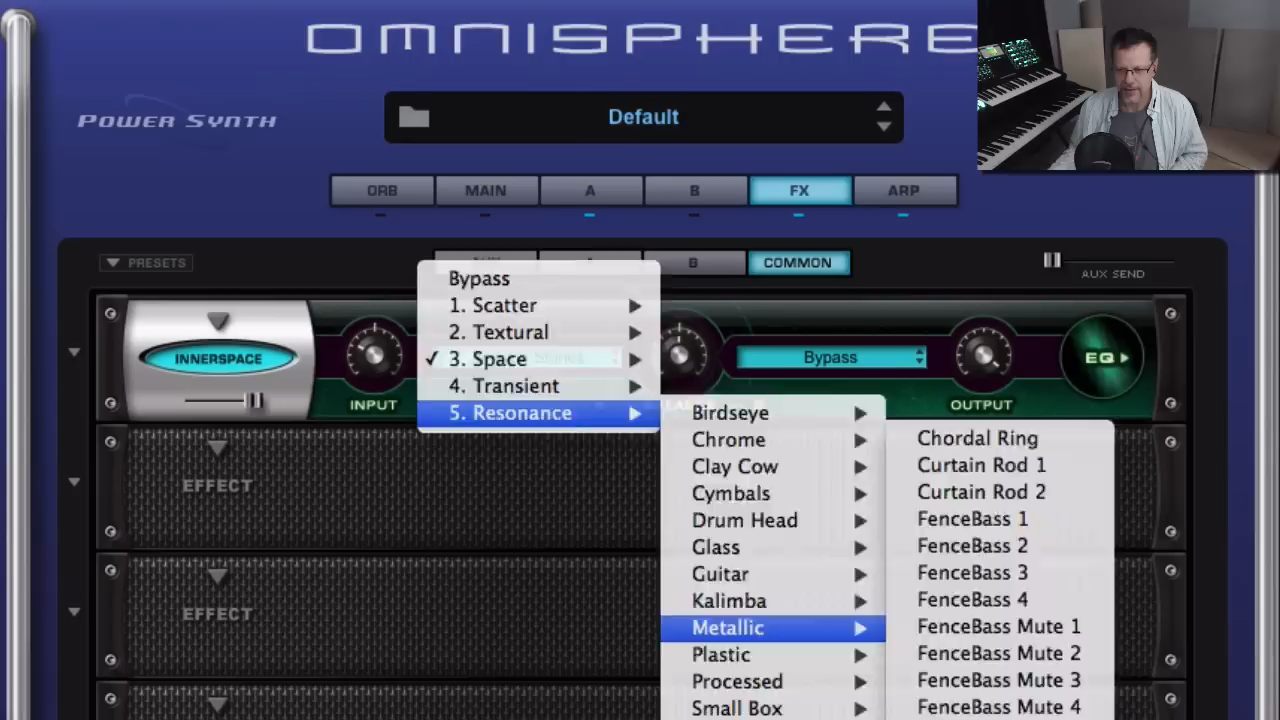 OMNISPHERE
POWER SYNTH
Default
ORB MAIN A B FX ARP
PRESETS
B COMMON
AUX SEND
INNERSPACE
INPUT
Bypass
EQ
OUTPUT
Bypass
1. Scatter
2. Textural
3. Space
4. Transient
5. Resonance
Birdseye
Chrome
Clay Cow
Cymbals
Drum Head
Glass
Guitar
Kalimba
Metallic
Plastic
Processed
Small Box
Chordal Ring
Curtain Rod 1
Curtain Rod 2
FenceBass 1
FenceBass 2
FenceBass 3
FenceBass 4
FenceBass Mute 1
FenceBass Mute 2
FenceBass Mute 3
FenceBass Mute 4
EFFECT
EFFECT